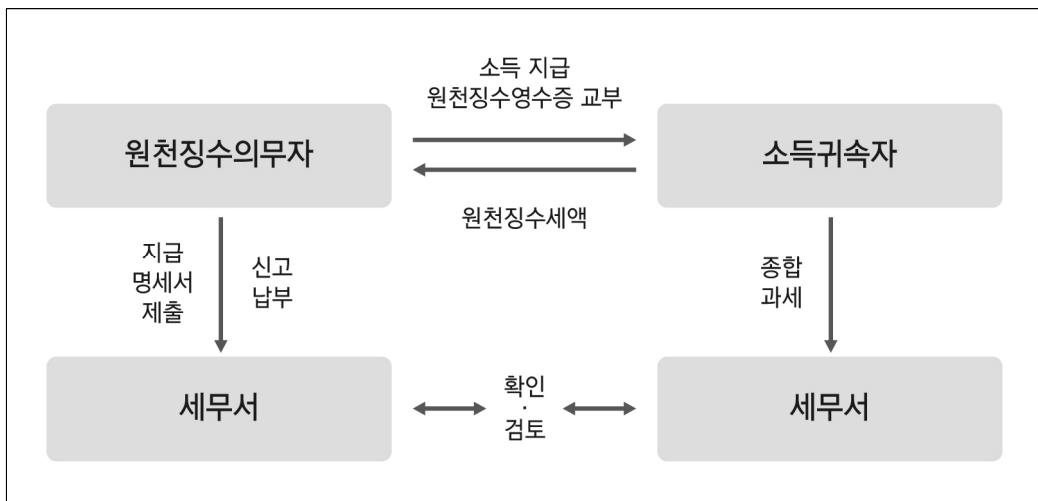 소득 지급
원천징수영수증 교부
원천징수의무자
소득귀속자
원천징수세액
지급
명세서
제출
신고
납부
종합
과세
세무서
확인
·
검토
세무서